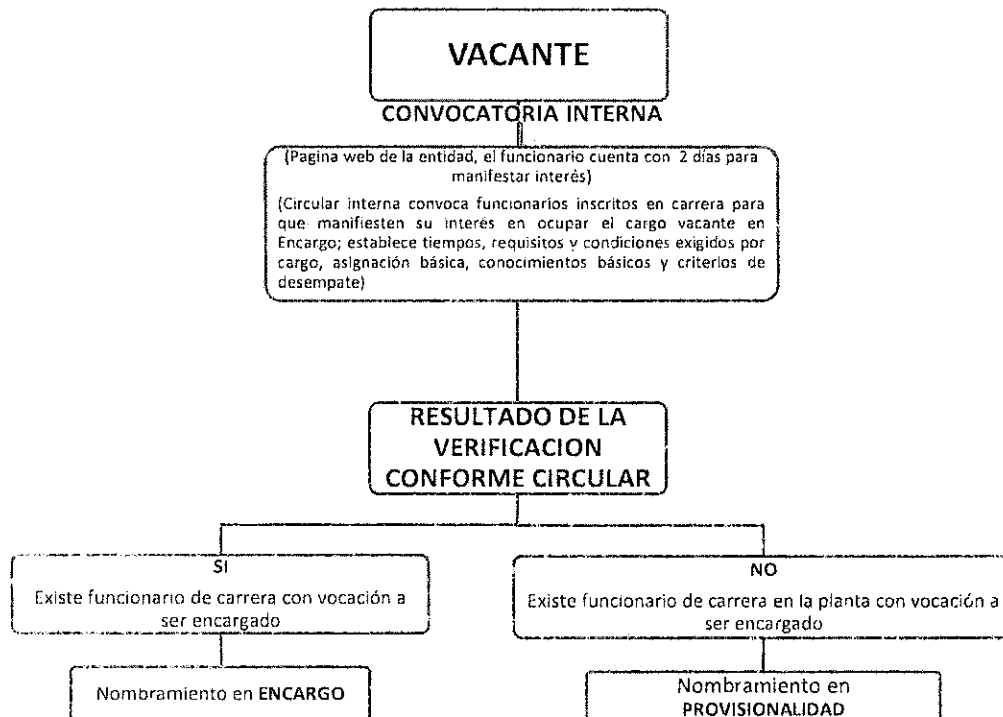 VACANTE
CONVOCATORIA INTERNA
(Pagina web de la entidad, el funcionario cuenta con 2 días para
manifestar interés)
(Circular interna convoca funcionarios inscritos en carrera para
que manifiesten su interés en ocupar el cargo vacante en
Encargo; establece tiempos, requisitos y condiciones exigidos por
cargo, asignación básica, conocimientos básicos y criterios de
desempate)
RESULTADO DE LA
VERIFICACION
CONFORME CIRCULAR
SI
Existe funcionario de carrera con vocación a
ser encargado
NO
Existe funcionario de carrera en la planta con vocación a
ser encargado
Nombramiento en ENCARGO
Nombramiento en
PROVISIONALIDAD